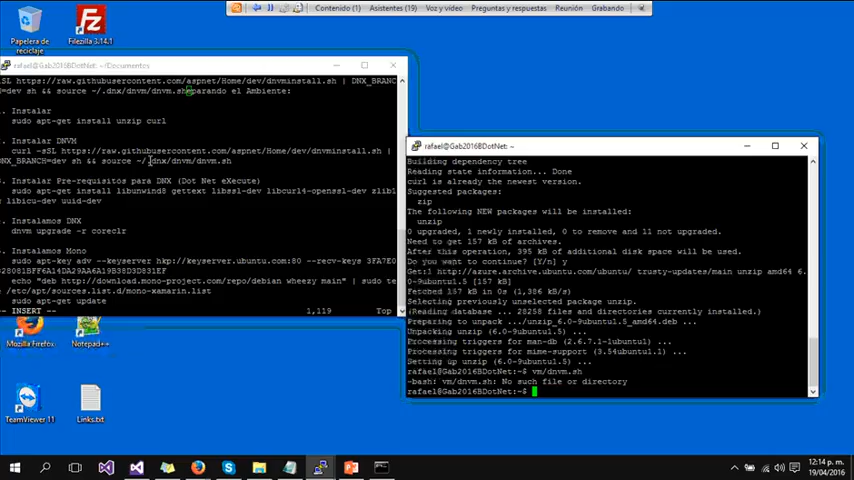 Contenido (1) Asistentes (19) Voz y vídeo Preguntas y respuestas Reunión Grabando
Papelera de
reciclaje
Filezilla 3.14.1
rafael@Gab2016BDotNet: ~/Documentos
SSL https://raw.githubusercontent.com/aspnet/Home/dev/dnvminstall.sh | DNX_BRANC
=dev sh && source ~/.dnx/dnvm/dnvm.sheparando el Ambiente:
. Instalar
sudo apt-get install unzip curl
. Instalar DNVM
curl -sSL https://raw.githubusercontent.com/aspnet/Home/dev/dnvminstall.sh |
DNX_BRANCH=dev sh && source ~/.dnx/dnvm/dnvm.sh
. Instalar Pre-requisitos para DNX (Dot Net eXecute)
sudo apt-get install libunwind8 gettext libssl-dev libcurl4-openssl-dev zlib1
libicu-dev uuid-dev
. Instalamos DNX
dnvm upgrade -r coreclr
. Instalamos Mono
sudo apt-key adv --keyserver hkp://keyserver.ubuntu.com:80 --recv-keys 3FA7E0
328081BFF6A14DA29AA6A19B38D3D831EF
echo "deb http://download.mono-project.com/repo/debian wheezy main" | sudo te
/etc/apt/sources.list.d/mono-xamarin.list
sudo apt-get update
-- INSERT -- 1,119 Top
rafael@Gab2016BDotNet: ~
Building dependency tree
Reading state information... Done
curl is already the newest version.
Suggested packages:
zip
The following NEW packages will be installed:
unzip
0 upgraded, 1 newly installed, 0 to remove and 11 not upgraded.
Need to get 157 kB of archives.
After this operation, 395 kB of additional disk space will be used.
Do you want to continue? [Y/n] y
Get:1 http://azure.archive.ubuntu.com/ubuntu/ trusty-updates/main unzip amd64 6.
0-9ubuntu1.5 [157 kB]
Fetched 157 kB in 0s (1,386 kB/s)
Selecting previously unselected package unzip.
(Reading database ... 28258 files and directories currently installed.)
Preparing to unpack .../unzip_6.0-9ubuntu1.5_amd64.deb ...
Unpacking unzip (6.0-9ubuntu1.5) ...
Processing triggers for man-db (2.6.7.1-1ubuntu1) ...
Processing triggers for mime-support (3.54ubuntu1.1) ...
Setting up unzip (6.0-9ubuntu1.5) ...
rafael@Gab2016BDotNet:~$ vm/dnvm.sh
-bash: vm/dnvm.sh: No such file or directory
rafael@Gab2016BDotNet:~$
Mozilla Firefox
Notepad++
TeamViewer 11
Links.txt
12:14 p. m.
19/04/2016